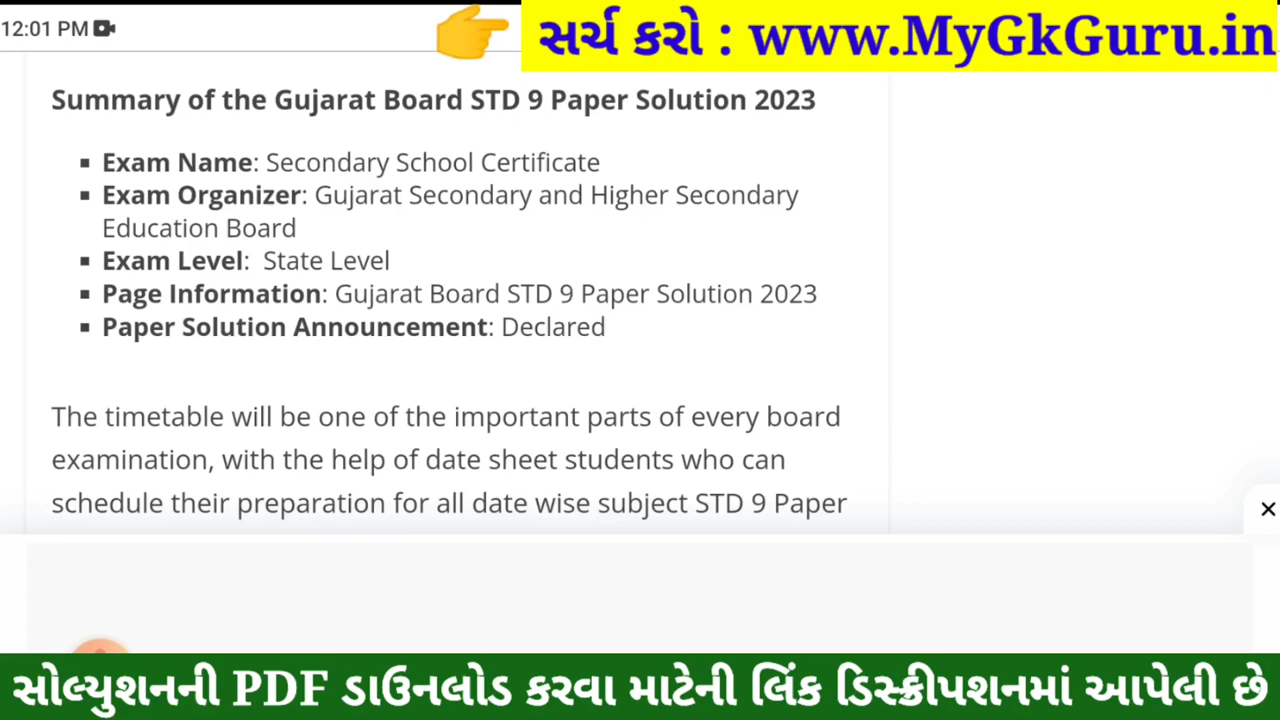 12:01 PM
સર્ચ કરો : www.MyGkGuru.in
Summary of the Gujarat Board STD 9 Paper Solution 2023
▪ Exam Name: Secondary School Certificate
▪ Exam Organizer: Gujarat Secondary and Higher Secondary
Education Board
▪ Exam Level:  State Level
▪ Page Information: Gujarat Board STD 9 Paper Solution 2023
▪ Paper Solution Announcement: Declared
The timetable will be one of the important parts of every board
examination, with the help of date sheet students who can
schedule their preparation for all date wise subject STD 9 Paper
સોલ્યુશનની PDF ડાઉનલોડ કરવા માટેની લિંક ડિસ્ક્રીપશનમાં આપેલી છે